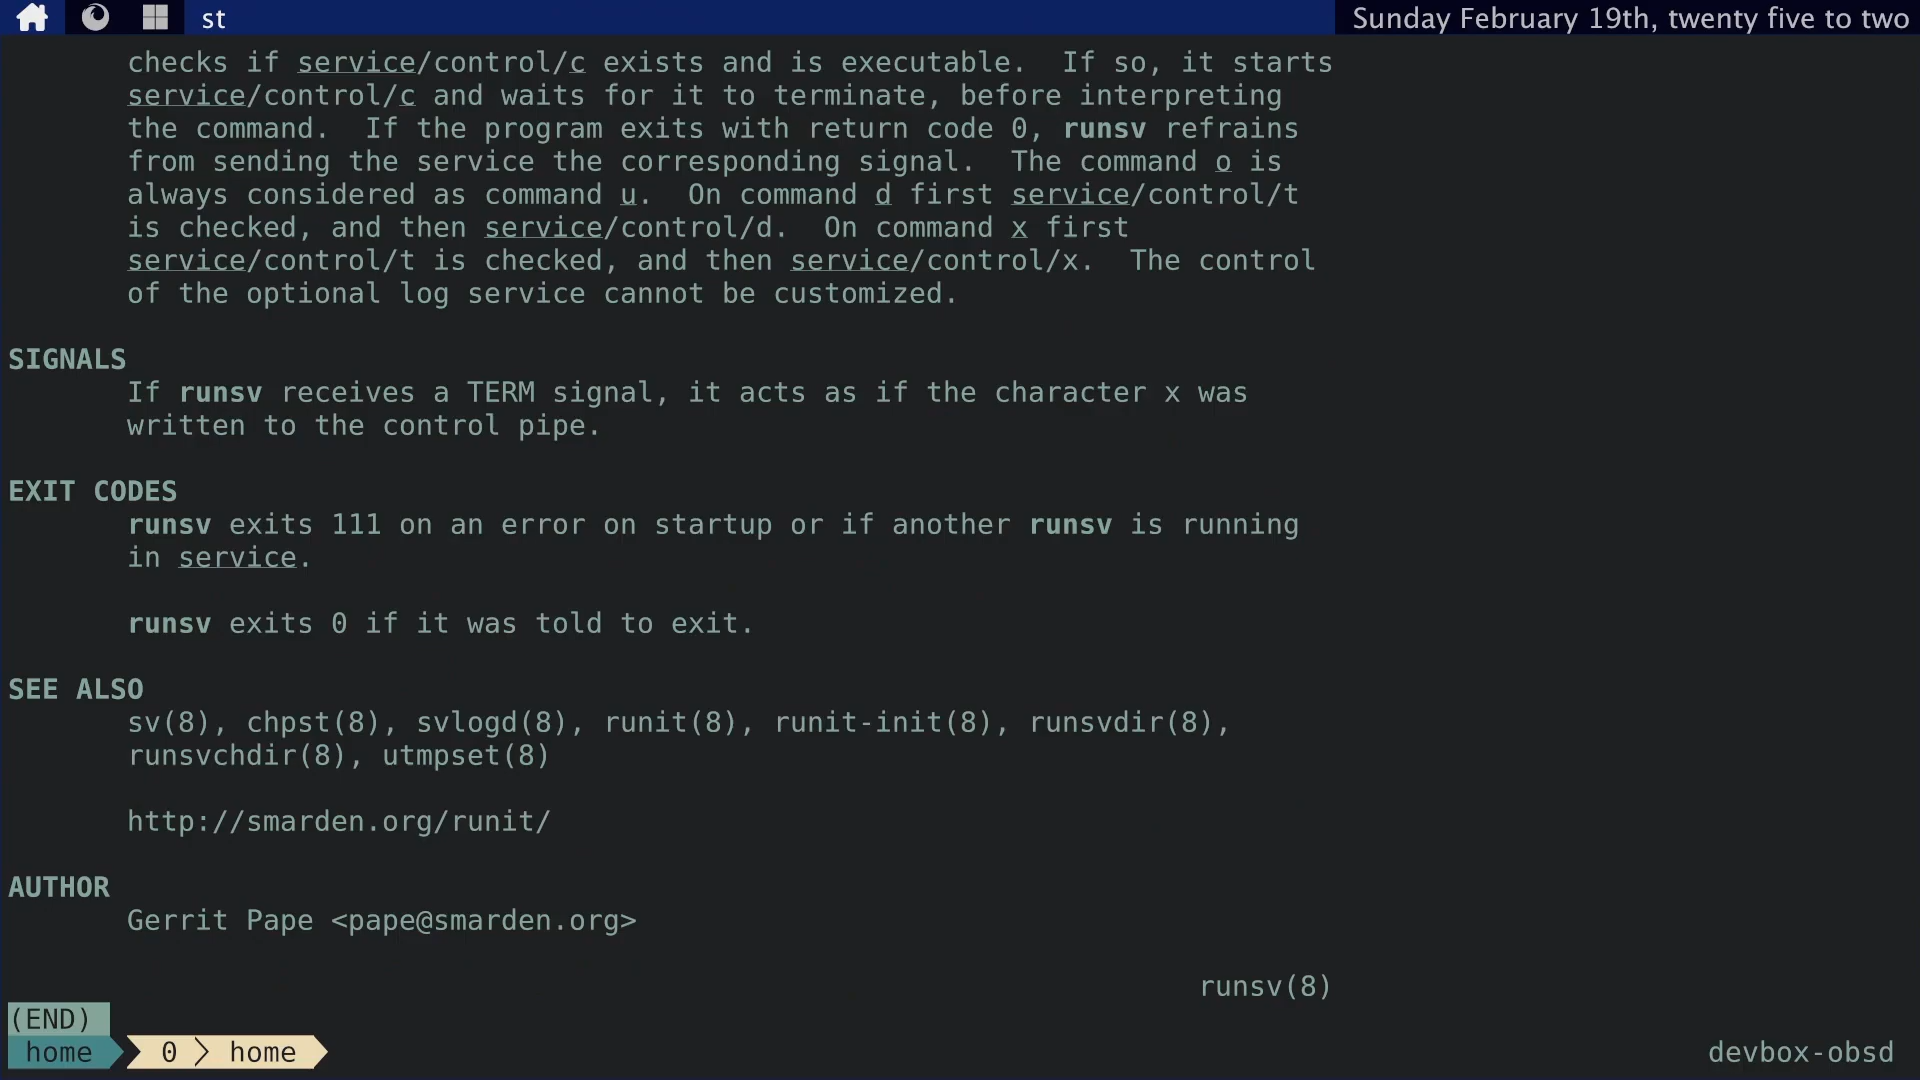 st
Sunday February 19th, twenty five to two
checks if service/control/c exists and is executable.  If so, it starts
service/control/c and waits for it to terminate, before interpreting
the command.  If the program exits with return code 0, runsv refrains
from sending the service the corresponding signal.  The command o is
always considered as command u.  On command d first service/control/t
is checked, and then service/control/d.  On command x first
service/control/t is checked, and then service/control/x.  The control
of the optional log service cannot be customized.
SIGNALS
If runsv receives a TERM signal, it acts as if the character x was
written to the control pipe.
EXIT CODES
runsv exits 111 on an error on startup or if another runsv is running
in service.
runsv exits 0 if it was told to exit.
SEE ALSO
sv(8), chpst(8), svlogd(8), runit(8), runit-init(8), runsvdir(8),
runsvchdir(8), utmpset(8)
http://smarden.org/runit/
AUTHOR
Gerrit Pape <pape@smarden.org>
runsv(8)
(END)
home 0 home
devbox-obsd